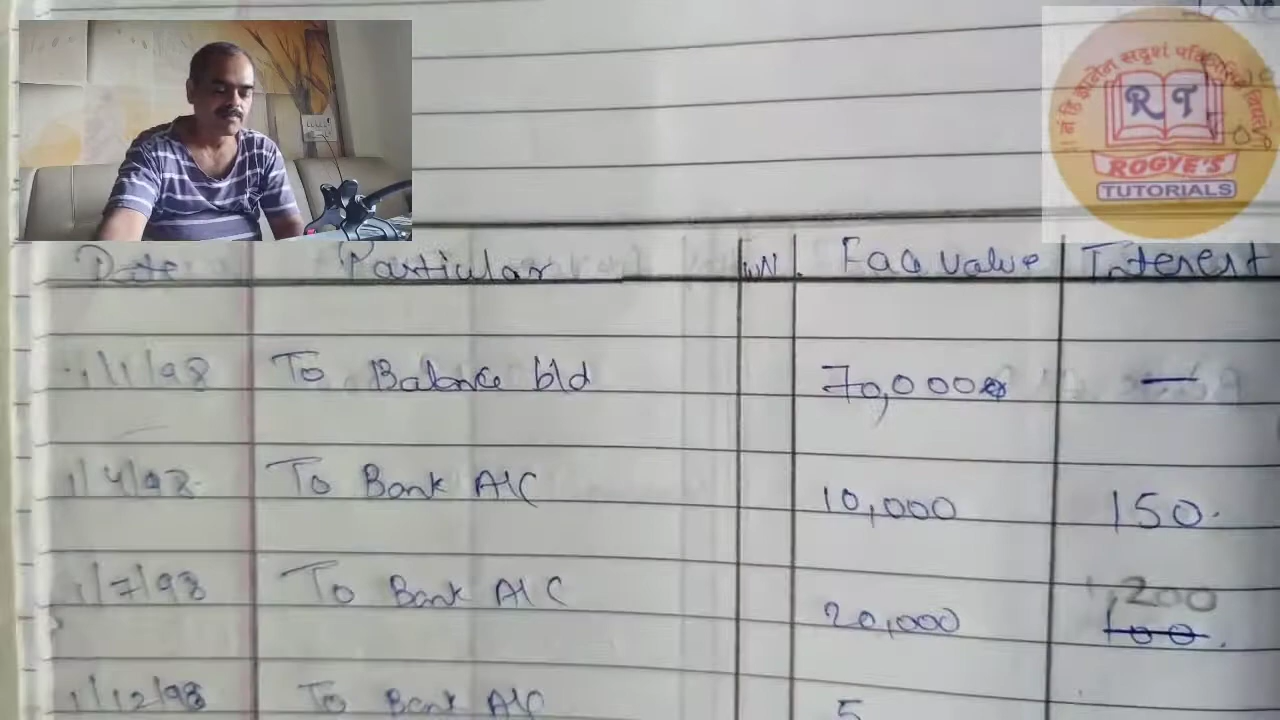 R T
ROGYE'S
TUTORIALS
Date Particular Face value Interest
1/1/98 To Balance b/d 70,000 —
1/4/98 To Bank A/C 10,000 150.
1/7/98 To Bank A/C 20,000 1,200
100.
1/12/98 To Bank A/C 5